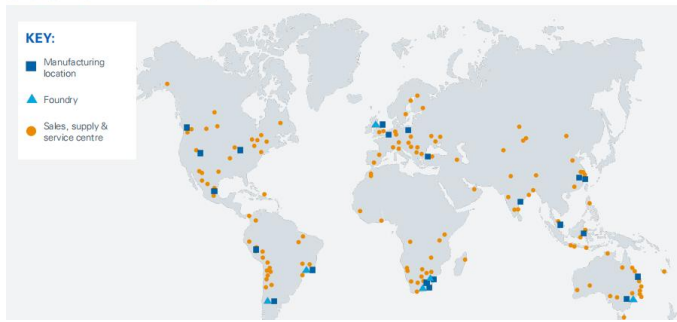 KEY:
Manufacturing
location
Foundry
Sales, supply &
service centre